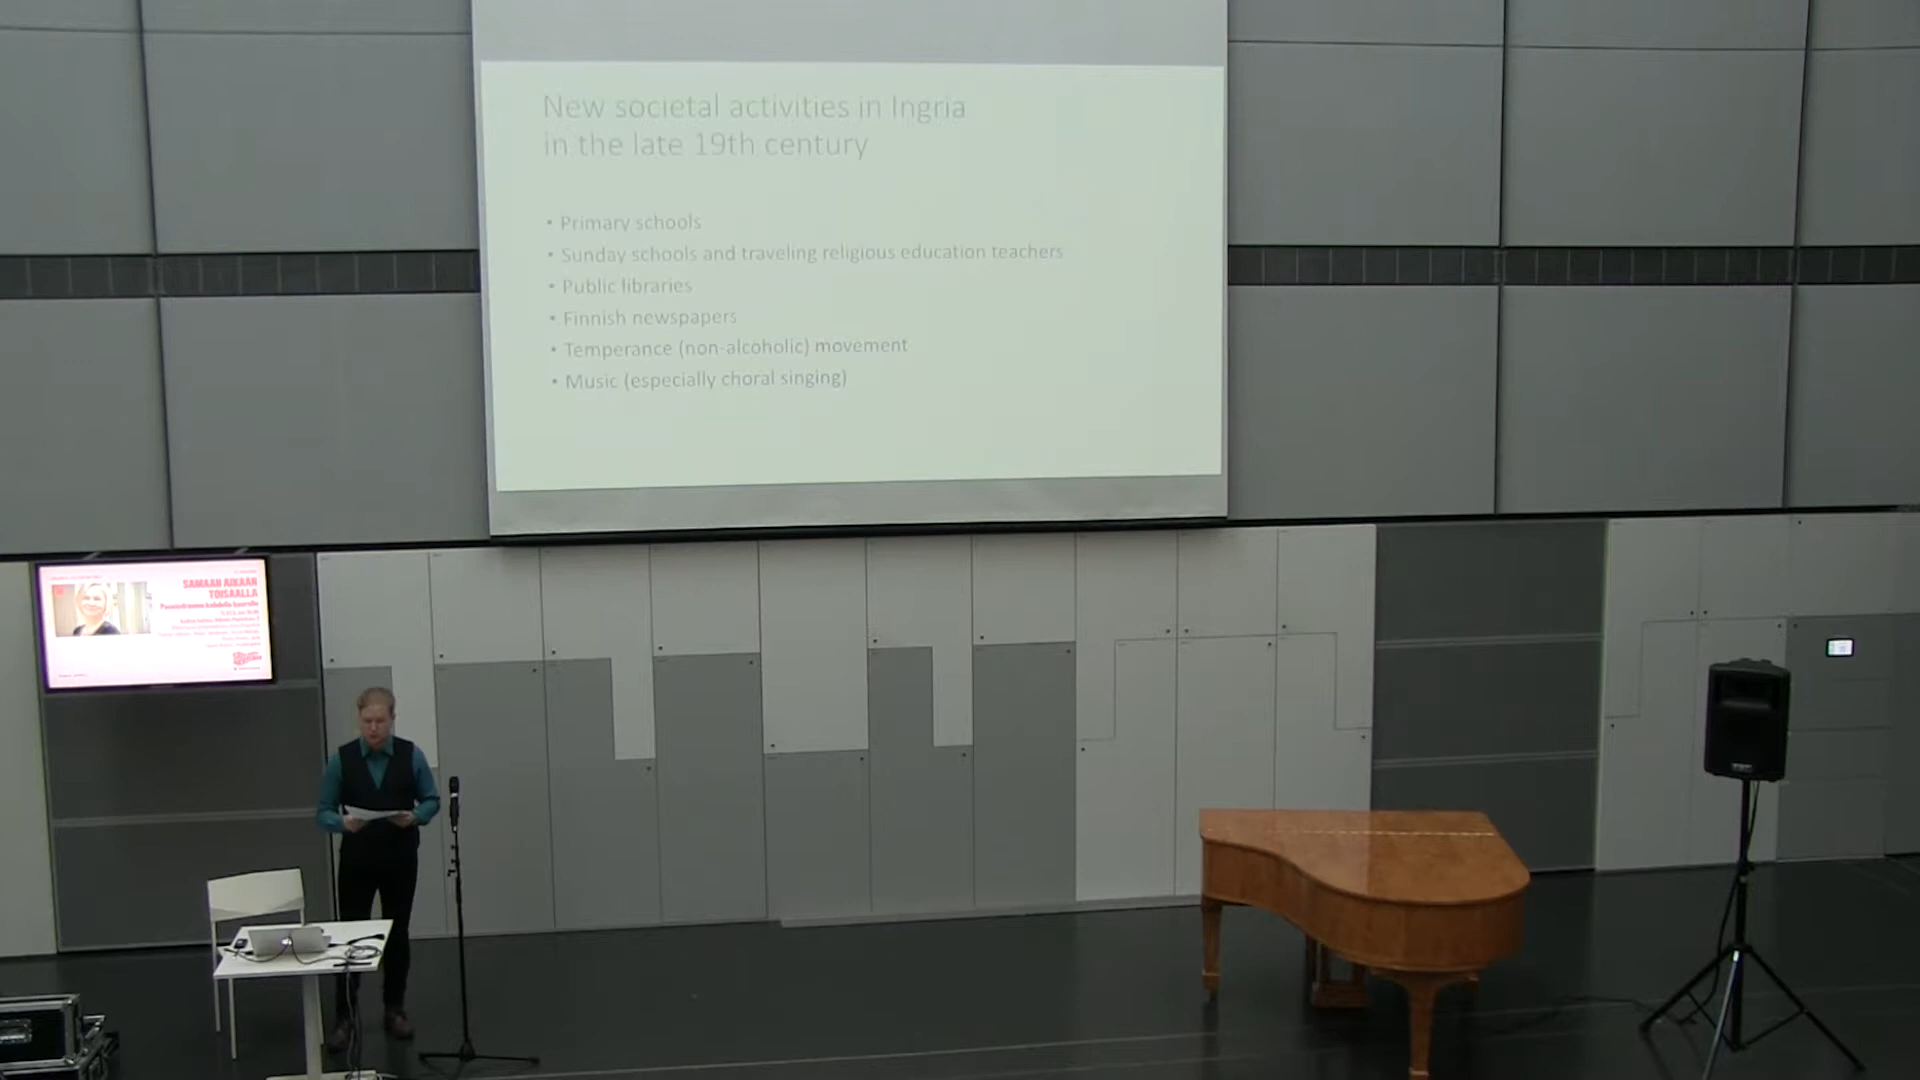 New societal activities in Ingria
in the late 19th century
• Primary schools
• Sunday schools and traveling religious education teachers
• Public libraries
• Finnish newspapers
• Temperance (non-alcoholic) movement
• Music (especially choral singing)
SAMAAN AIKAAN
TOISAALLA